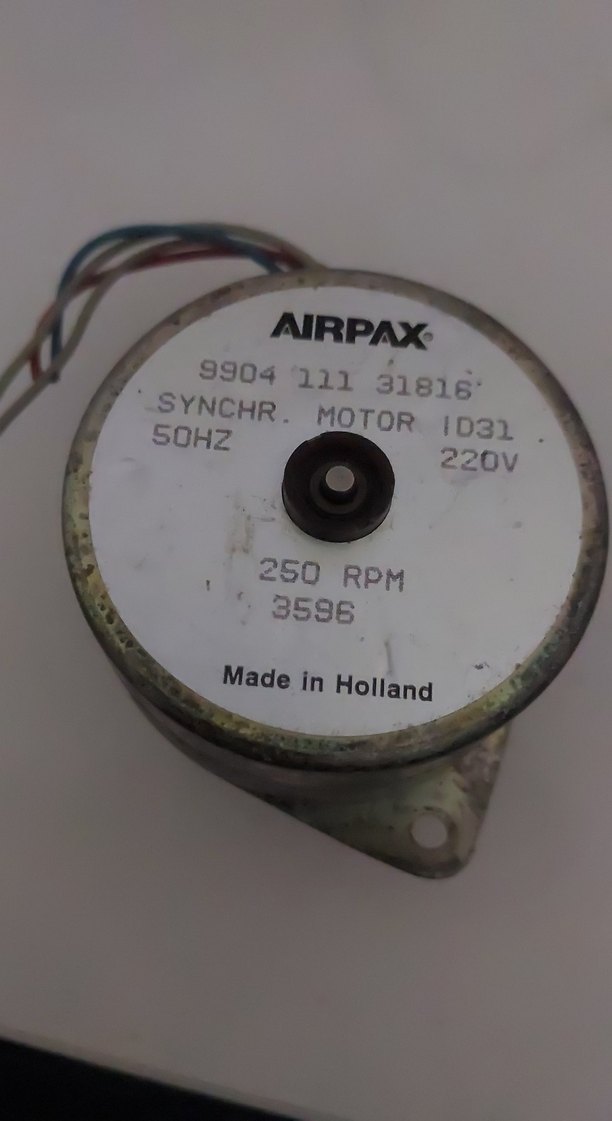 AIRPAX
9904 111 31816
SYNCHR. MOTOR ID31
50HZ 220V
250 RPM
3596
Made in Holland